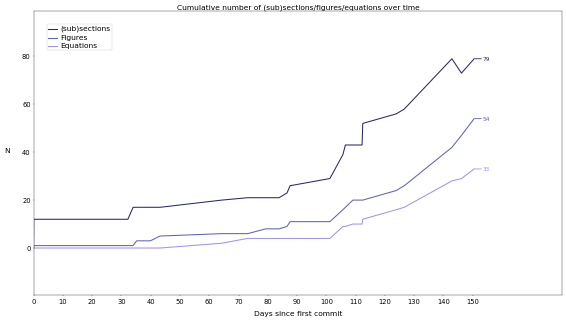 Cumulative number of (sub)sections/figures/equations over time
(sub)sections
Figures
Equations
80
60
40
20
0
N
79
54
33
0 10 20 30 40 50 60 70 80 90 100 110 120 130 140 150
Days since first commit